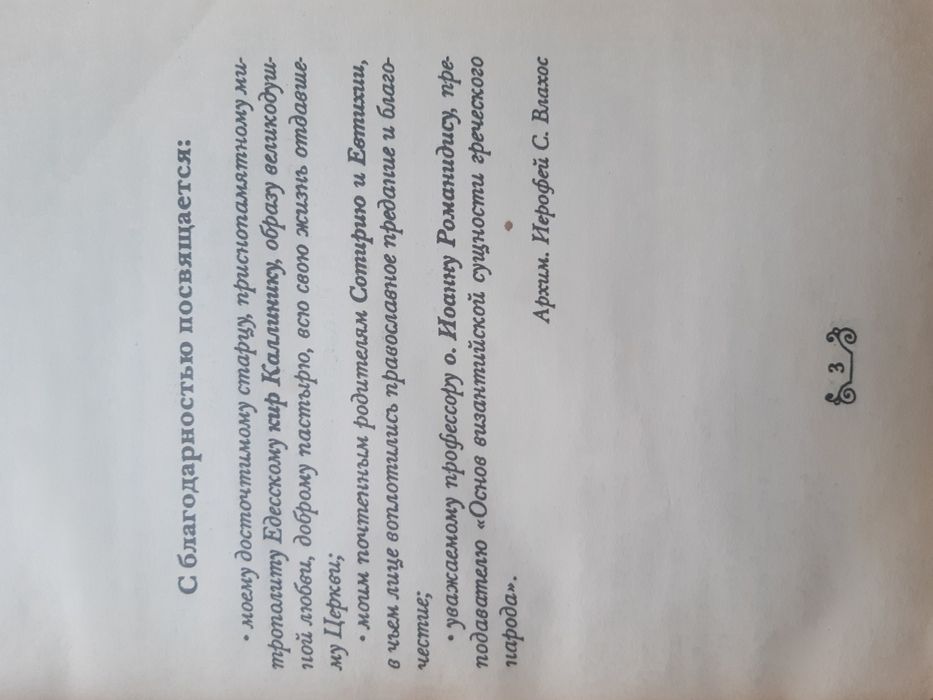 С благодарностью посвящается:
• моему досточтимому старцу, приснопамятному ми-
трополиту Едесскому кир Каллинику, образу великодуш-
ной любви, доброму пастырю, всю свою жизнь отдавше-
му Церкви;
• моим почтенным родителям Сотирию и Евтихии,
в чьем лице воплотились православное предание и благо-
честие;
• уважаемому профессору о. Иоанну Романидису, пре-
подавателю «Основ византийской сущности греческого
народа».
Архим. Иерофей С. Влахос
3